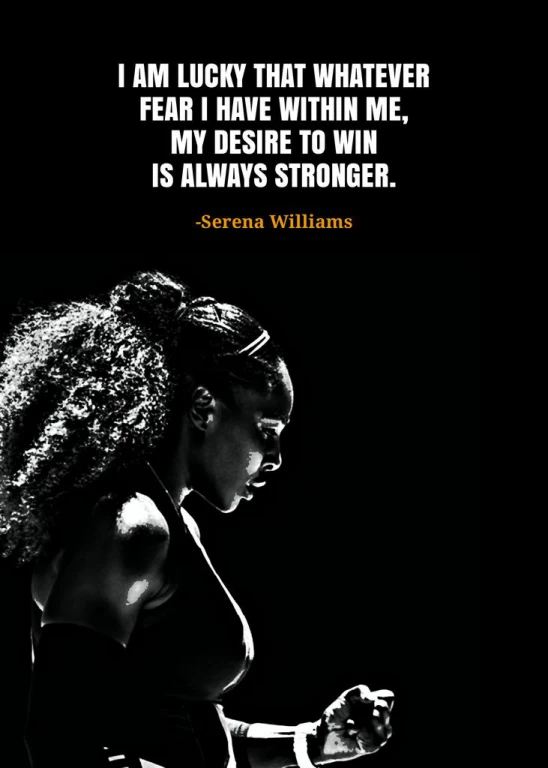 I AM LUCKY THAT WHATEVER
FEAR I HAVE WITHIN ME,
MY DESIRE TO WIN
IS ALWAYS STRONGER.
-Serena Williams